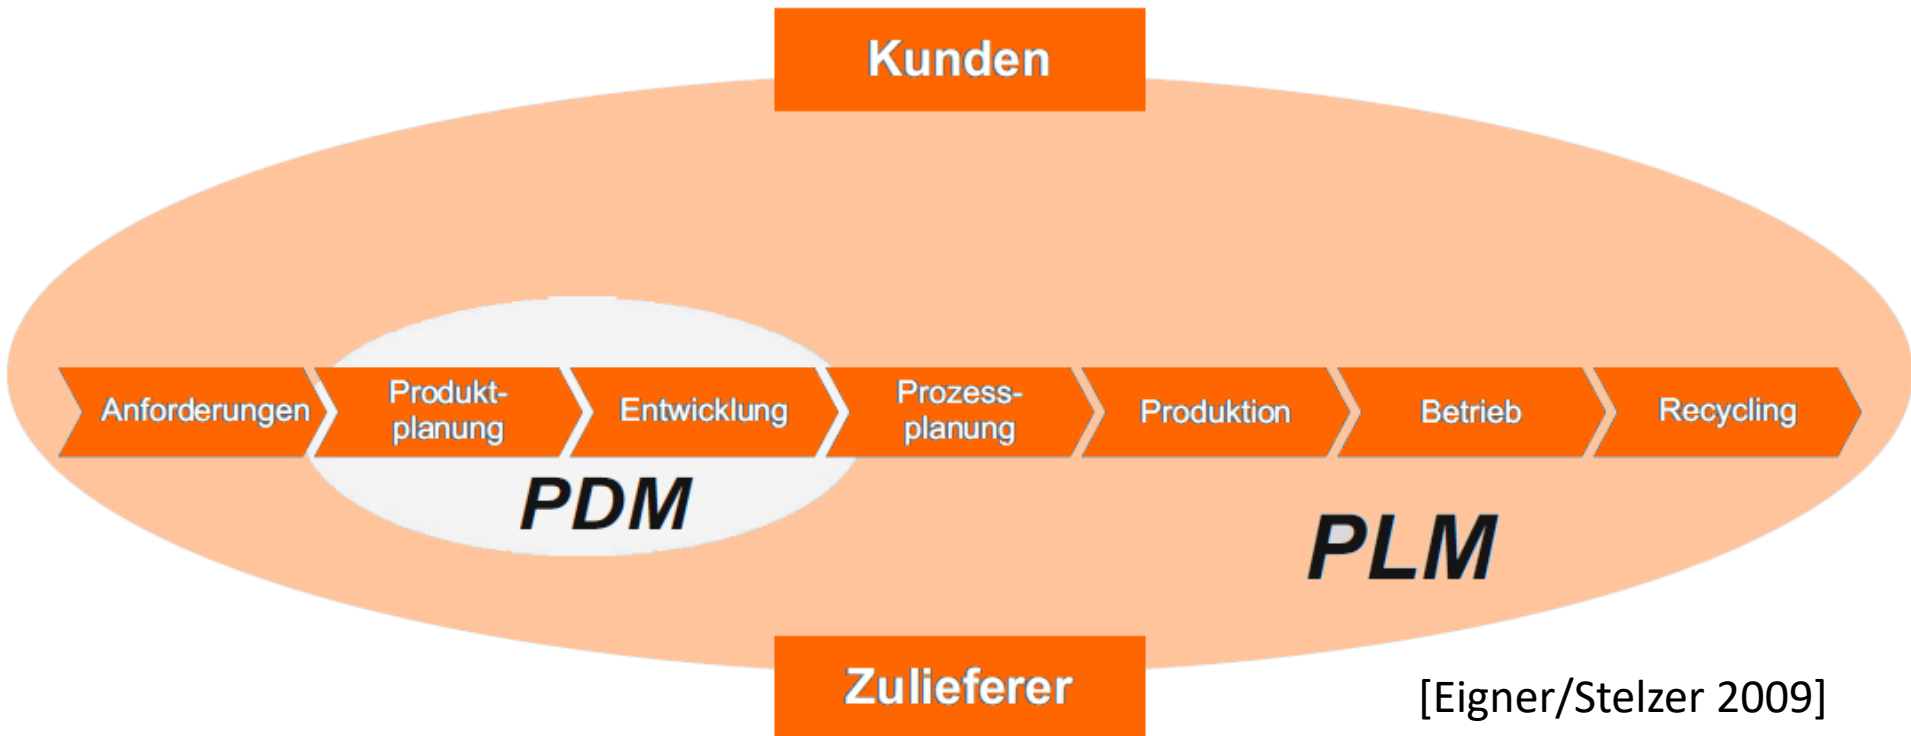 Kunden
Anforderungen
Produkt-
planung
Entwicklung
Prozess-
planung
Produktion
Betrieb
Recycling
PDM
PLM
Zulieferer
[Eigner/Stelzer 2009]